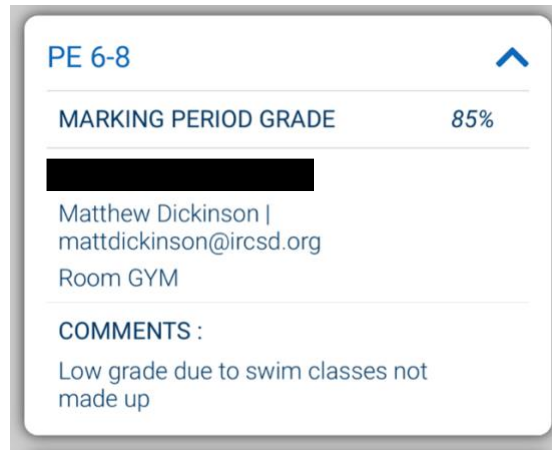 PE 6-8
MARKING PERIOD GRADE 85%
Matthew Dickinson |
mattdickinson@ircsd.org
Room GYM
COMMENTS :
Low grade due to swim classes not
made up